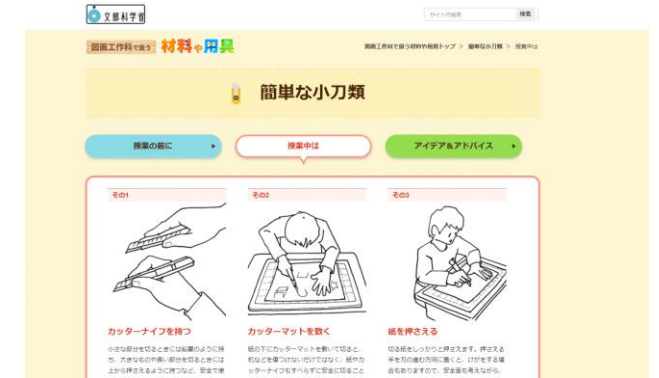 文部科学省
サイト内検索
検索
図画工作科で扱う 材料や用具
図画工作科で扱う材料や用具トップ > 簡単な小刀類 > 授業中は
簡単な小刀類
授業の前に
授業中は
アイデア&アドバイス
その1
カッターナイフを持つ
小さな部分を切るときには鉛筆のように持
ち、大きなものや長い部分を切るときには
上から押さえるように持つなど、安全で使
その2
カッターマットを敷く
紙の下にカッターマットを敷いて切ると、
机などを傷つけないだけではなく、紙やカ
ッターナイフもすべらずに安全に切ること
その3
紙を押さえる
切る紙をしっかりと押さえます。押さえる
手を刃の進む方向に置くと、けがをする場
合もありますので、安全面も考えながら、